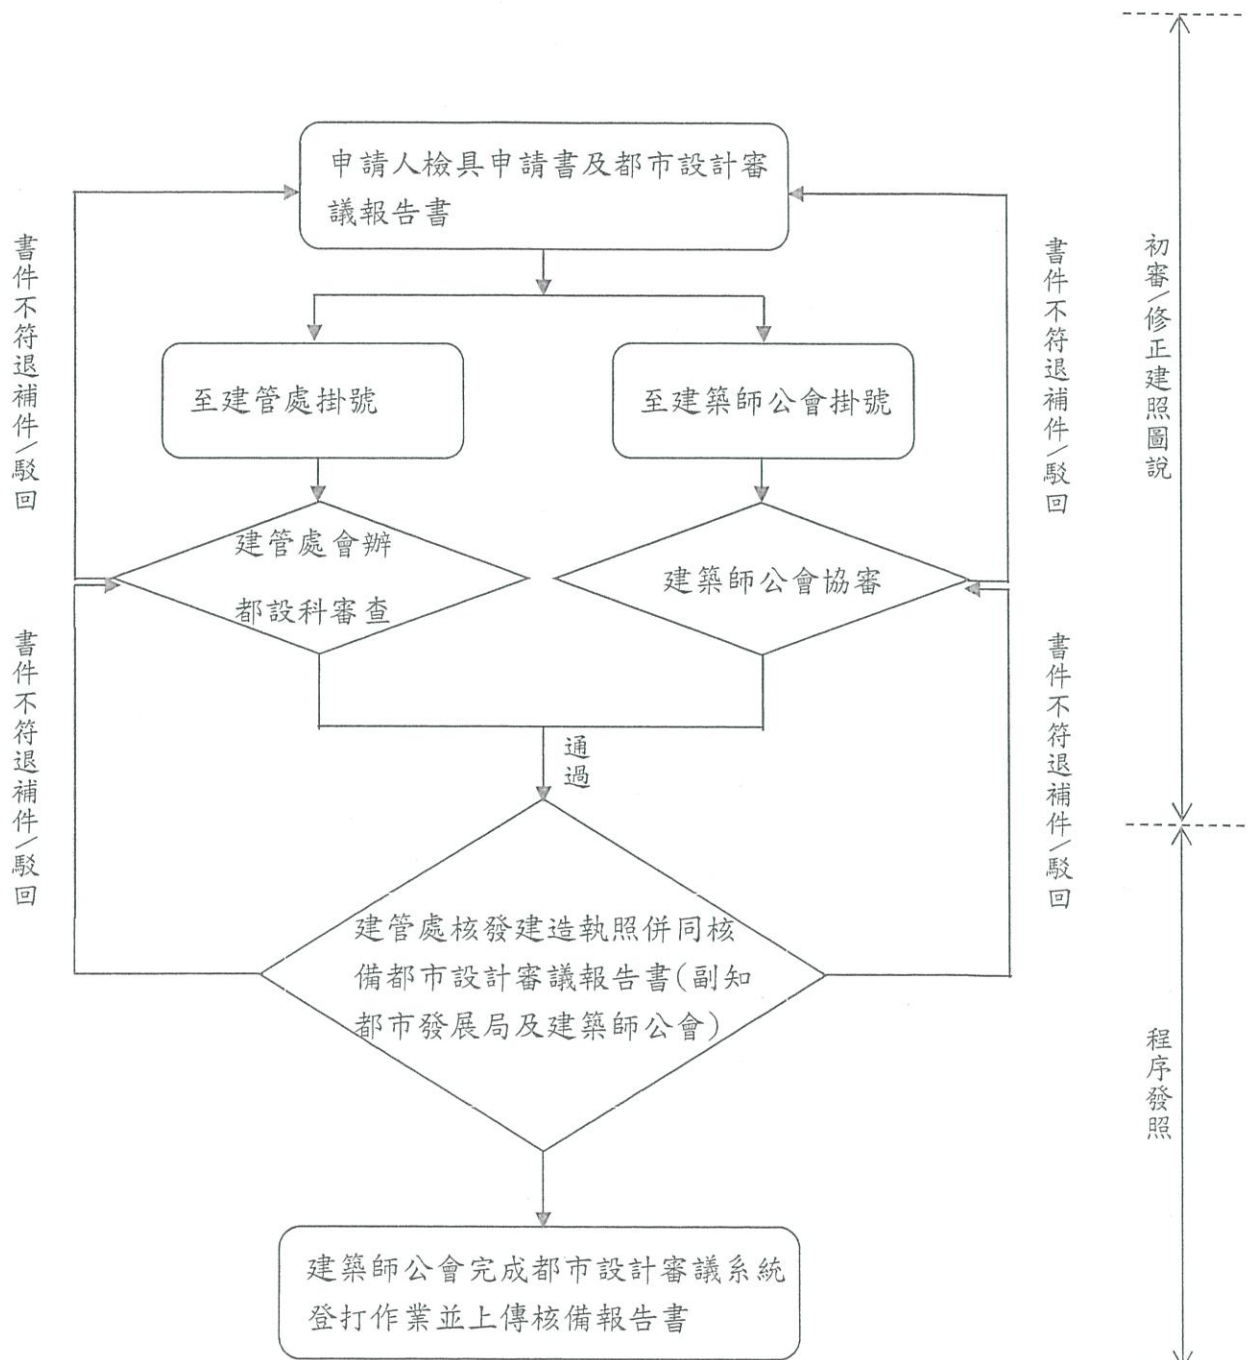 申請人檢具申請書及都市設計審
議報告書
書件不符退補件/駁回
書件不符退補件/駁回
初審/修正建照圖說
至建管處掛號
至建築師公會掛號
建管處會辦
都設科審查
建築師公會協審
書件不符退補件/駁回
書件不符退補件/駁回
通過
建管處核發建造執照併同核
備都市設計審議報告書(副知
都市發展局及建築師公會)
程序發照
建築師公會完成都市設計審議系統
登打作業並上傳核備報告書